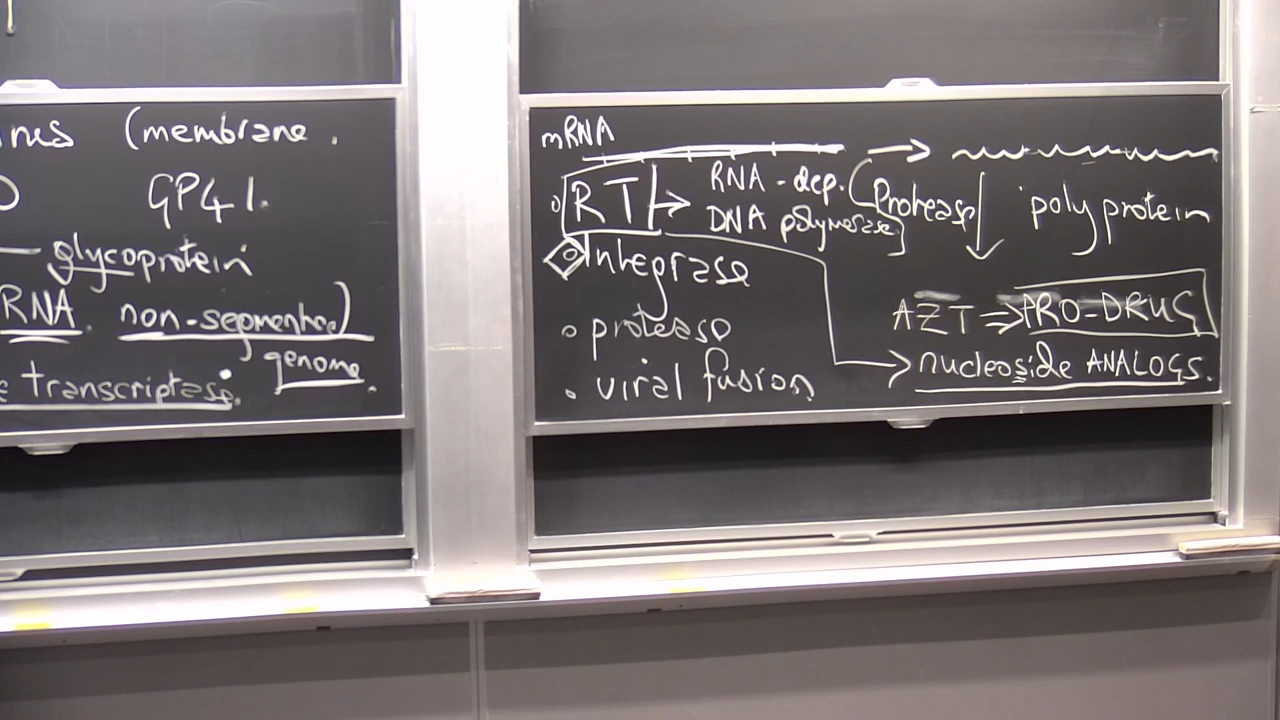 (membrane.
GP41.
glycoprotein
RNA. non-segmented)
genome.
transcriptase.
mRNA
RT → RNA-dep.
DNA polymerase
(Protease)
polyprotein
Integrase
AZT ⇒ PRO-DRUG
protease
nucleoside ANALOGS.
viral fusion